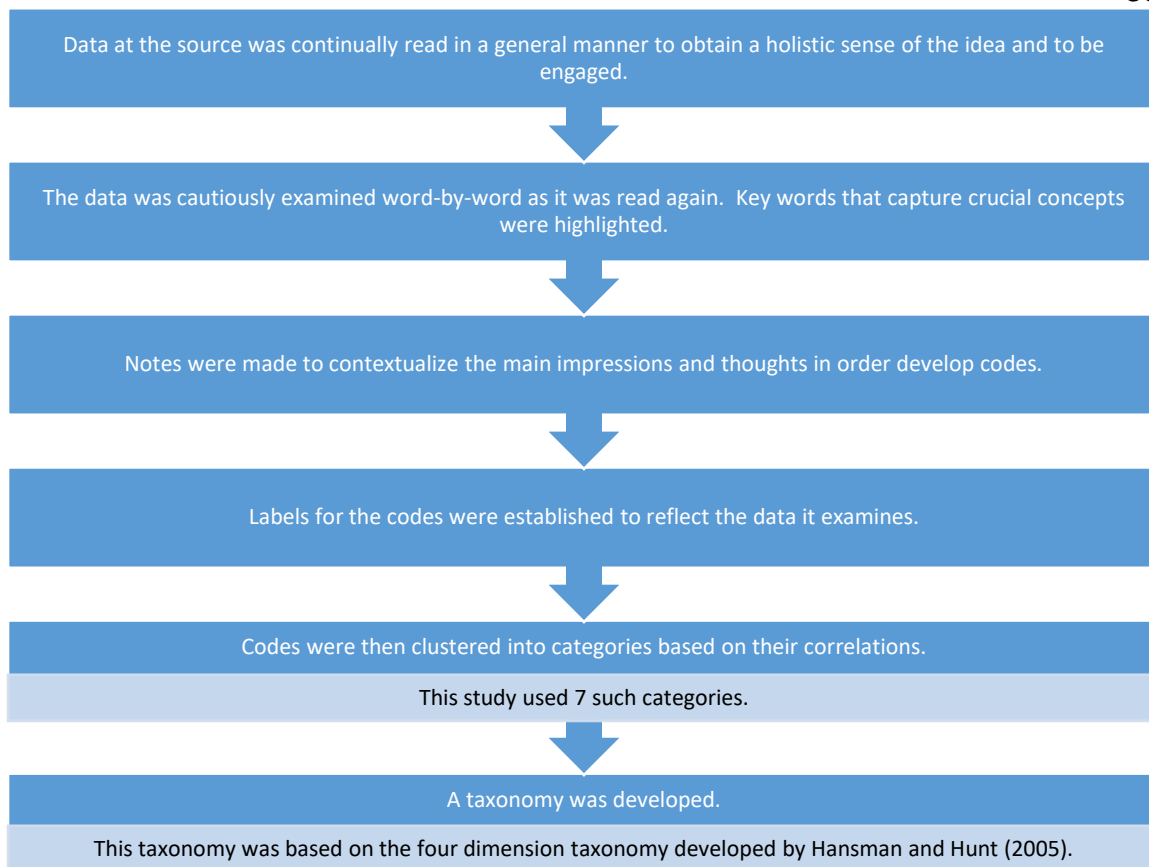 Data at the source was continually read in a general manner to obtain a holistic sense of the idea and to be
engaged.
The data was cautiously examined word-by-word as it was read again.  Key words that capture crucial concepts
were highlighted.
Notes were made to contextualize the main impressions and thoughts in order develop codes.
Labels for the codes were established to reflect the data it examines.
Codes were then clustered into categories based on their correlations.
This study used 7 such categories.
A taxonomy was developed.
This taxonomy was based on the four dimension taxonomy developed by Hansman and Hunt (2005).